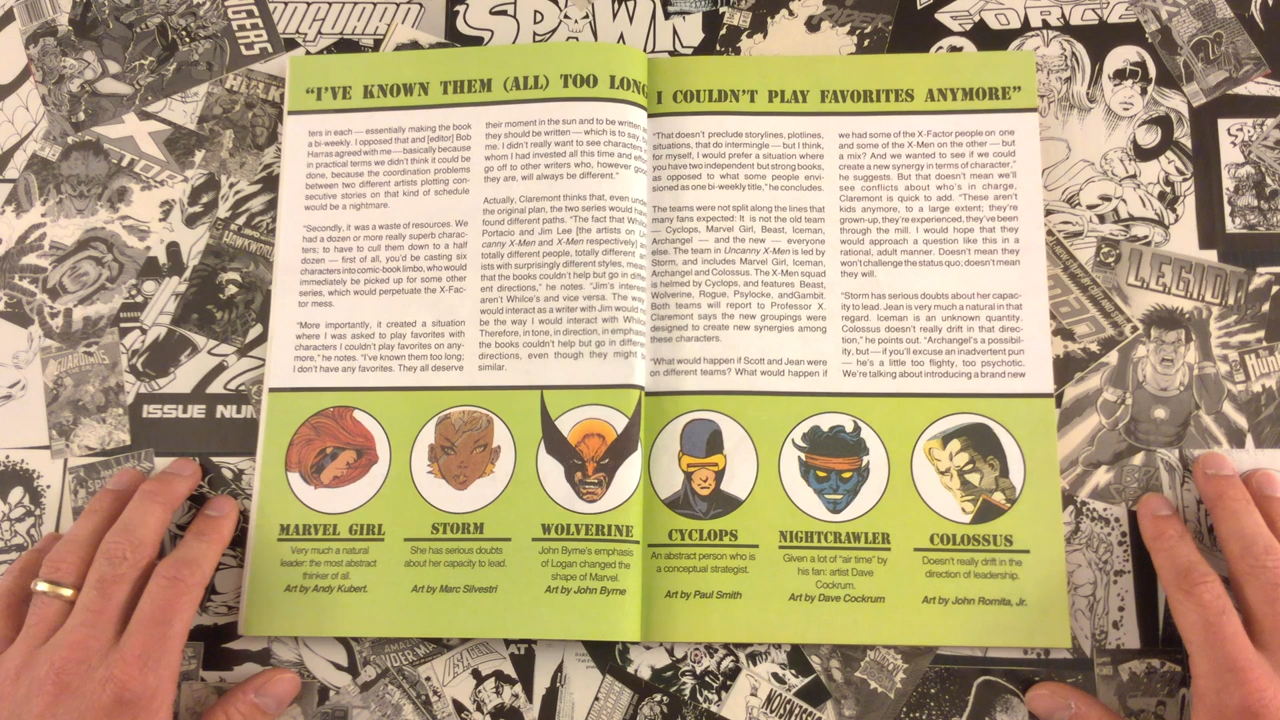 "I'VE KNOWN THEM (ALL) TOO LONG
I COULDN'T PLAY FAVORITES ANYMORE"
ters in each — essentially making the book
a bi-weekly. I opposed that and [editor] Bob
Harras agreed with me — basically because
in practical terms we didn't think it could be
done, because the coordination problems
between two different artists plotting con-
secutive stories on that kind of schedule
would be a nightmare.
"Secondly, it was a waste of resources. We
had a dozen or more really superb charac-
ters; to have to cull them down to a half
dozen — first of all, you'd be casting six
characters into comic-book limbo, who would
immediately be picked up for some other
series, which would perpetuate the X-Fac-
tor mess.
"More importantly, it created a situation
where I was asked to play favorites with
characters I couldn't play favorites on any-
more," he notes. "I've known them too long;
I don't have any favorites. They all deserve
their moment in the sun and to be written
they should be written — which is to say,
me. I didn't really want to see characters
whom I had invested all this time and
go off to other writers who, however
they are, will always be different."
Actually, Claremont thinks that, even
the original plan, the two series would
found different paths. "The fact that
Portacio and Jim Lee [the artists on
canny X-Men and X-Men respectively]
totally different people, totally different
ists with surprisingly different styles,
that the books couldn't help but go in
ent directions," he notes. "Jim's
aren't Whilce's and vice versa. The way
would interact as a writer with Jim would
be the way I would interact with
Therefore, in tone, in direction, in
the books couldn't help but go in
directions, even though they might
similar.
"That doesn't preclude storylines, plotlines,
situations, that do intermingle — but I think,
for myself, I would prefer a situation where
you have two independent but strong books,
as opposed to what some people envi-
sioned as one bi-weekly title," he concludes.
The teams were not split along the lines that
many fans expected: It is not the old team
— Cyclops, Marvel Girl, Beast, Iceman,
Archangel — and the new — everyone
else. The team in Uncanny X-Men is led by
Storm, and includes Marvel Girl, Iceman,
Archangel and Colossus. The X-Men squad
is helmed by Cyclops, and features Beast,
Wolverine, Rogue, Psylocke, andGambit.
Both teams will report to Professor X.
Claremont says the new groupings were
designed to create new synergies among
these characters.
"What would happen if Scott and Jean were
on different teams? What would happen if
we had some of the X-Factor people on one
and some of the X-Men on the other — but
a mix? And we wanted to see if we could
create a new synergy in terms of character,"
he suggests. But that doesn't mean we'll
see conflicts about who's in charge,
Claremont is quick to add. "These aren't
kids anymore, to a large extent; they're
grown-up, they're experienced, they've been
through the mill. I would hope that they
would approach a question like this in a
rational, adult manner. Doesn't mean they
won't challenge the status quo; doesn't mean
they will.
"Storm has serious doubts about her capac-
ity to lead. Jean is very much a natural in that
regard. Iceman is an unknown quantity.
Colossus doesn't really drift in that direc-
tion," he points out. "Archangel's a possibil-
ity, but — if you'll excuse an inadvertent pun
— he's a little too flighty, too psychotic.
We're talking about introducing a brand new
MARVEL GIRL
Very much a natural
leader: the most abstract
thinker of all.
Art by Andy Kubert.
STORM
She has serious doubts
about her capacity to lead.
Art by Marc Silvestri
WOLVERINE
John Byrne's emphasis
of Logan changed the
shape of Marvel.
Art by John Byrne
CYCLOPS
An abstract person who is
a conceptual strategist.
Art by Paul Smith
NIGHTCRAWLER
Given a lot of "air time" by
his fan: artist Dave
Cockrum.
Art by Dave Cockrum
COLOSSUS
Doesn't really drift in the
direction of leadership.
Art by John Romita, Jr.
SPAWN
FORCE
LEGION
HAWKWORLD
GUARDIANS
ISSUE NUM